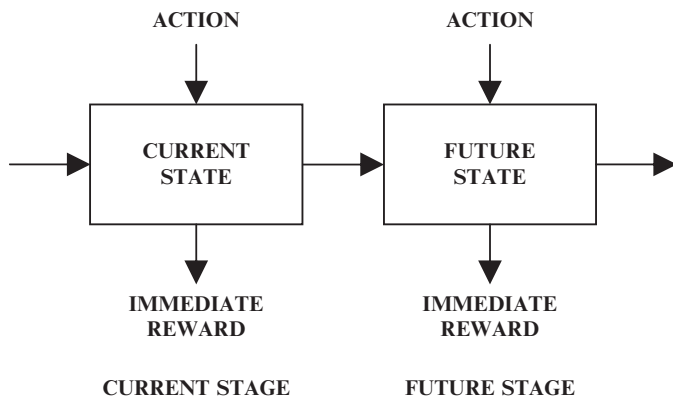 ACTION
ACTION
CURRENT
STATE
FUTURE
STATE
IMMEDIATE
REWARD
IMMEDIATE
REWARD
CURRENT STAGE
FUTURE STAGE